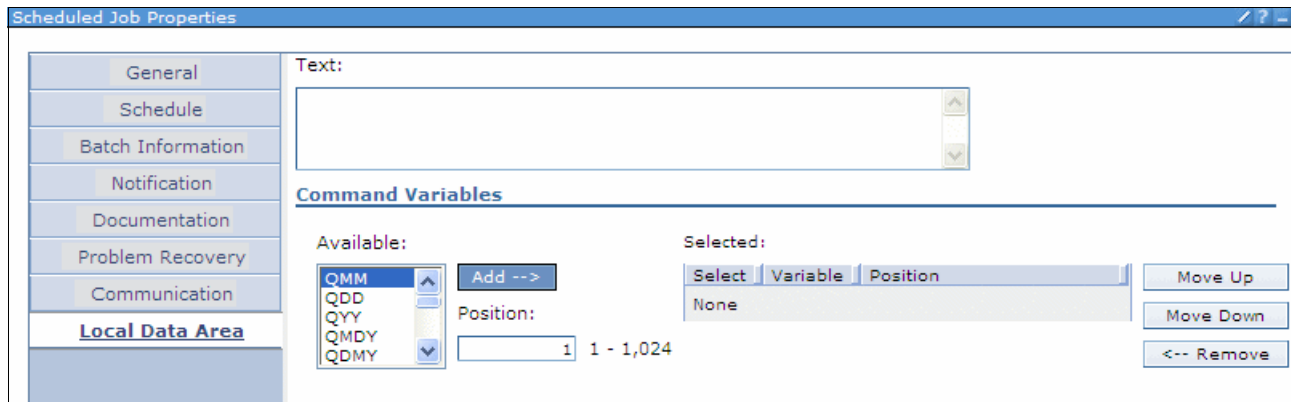 Scheduled Job Properties
General
Schedule
Batch Information
Notification
Documentation
Problem Recovery
Communication
Local Data Area
Text:
Command Variables
Available:
QMM
QDD
QYY
QMDY
QDMY
Add -->
Position:
1 1 - 1,024
Selected:
Select Variable Position
None
Move Up
Move Down
<-- Remove